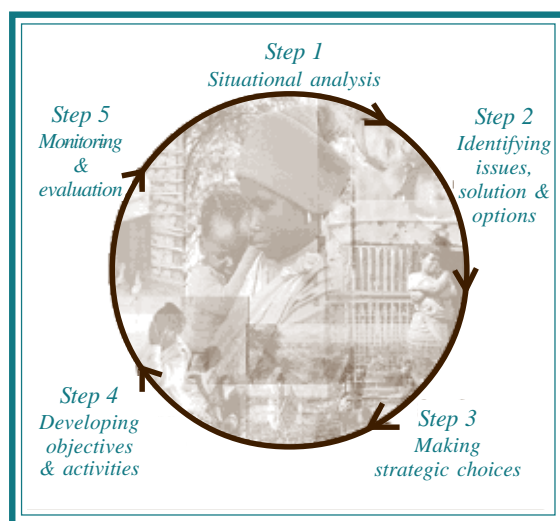 Step 1
Situational analysis
Step 2
Identifying
issues,
solution &
options
Step 3
Making
strategic choices
Step 4
Developing
objectives
& activities
Step 5
Monitoring
&
evaluation